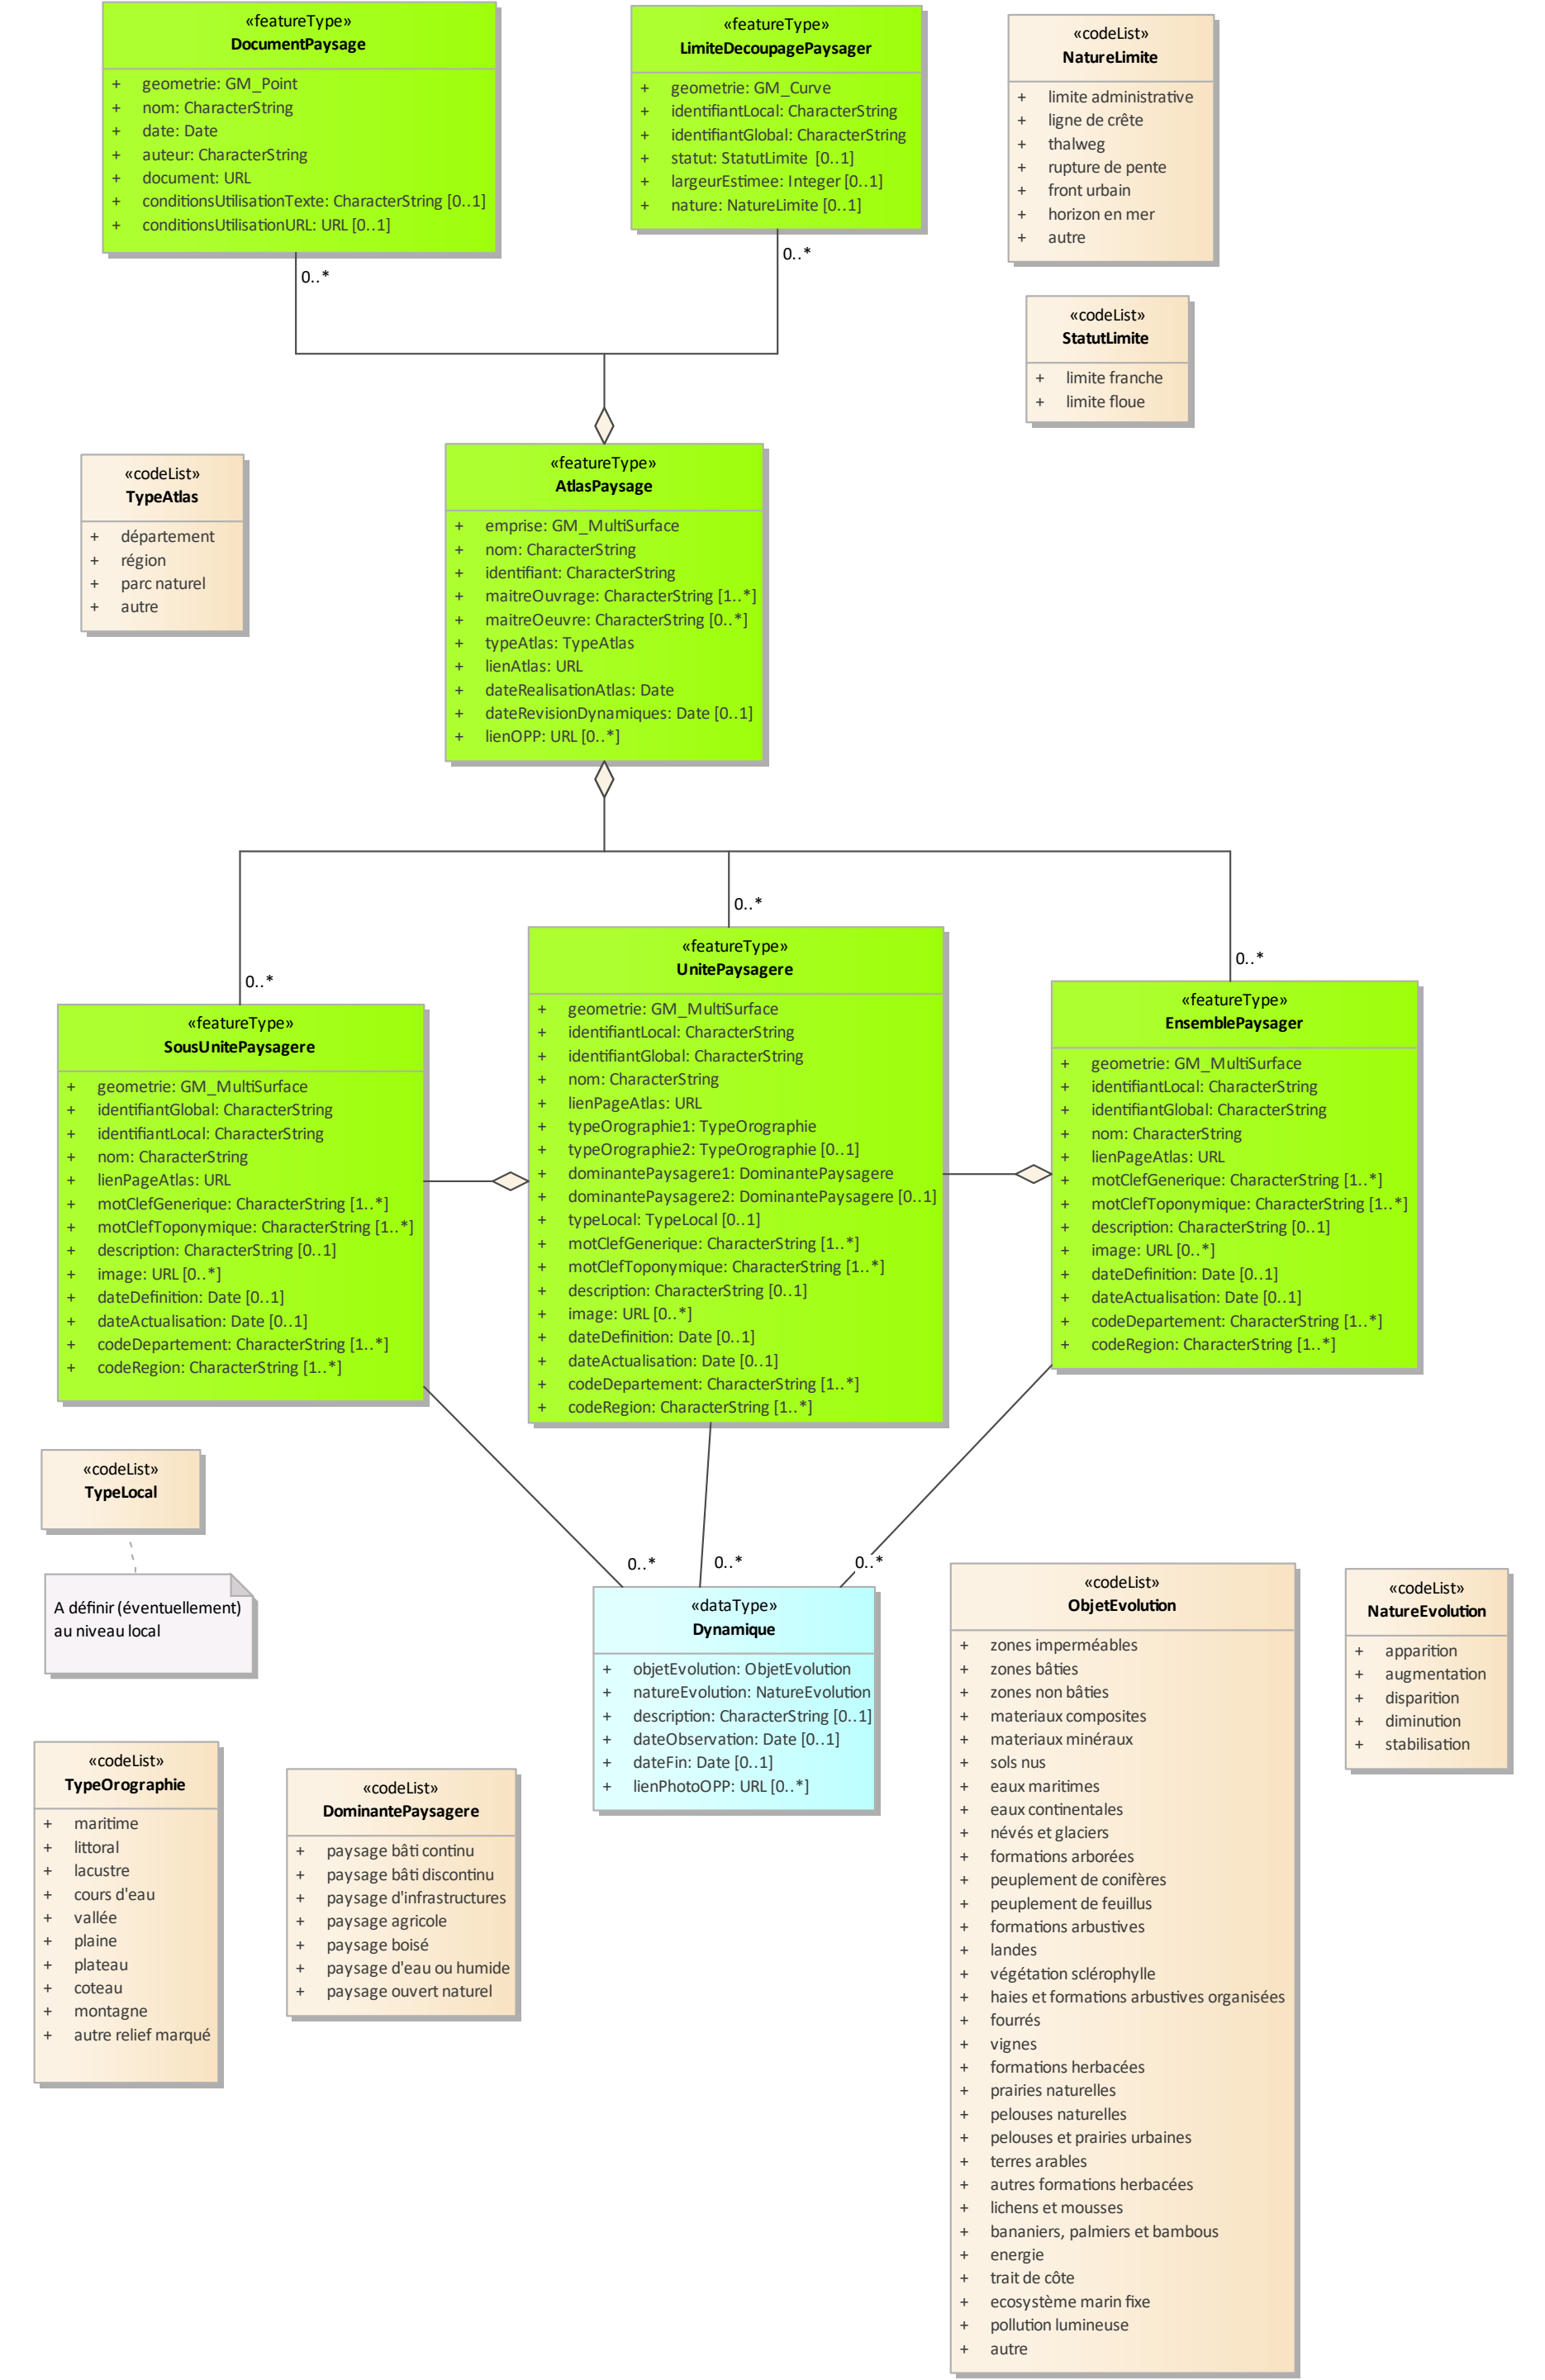 «featureType»
DocumentPaysage
+ geometrie: GM_Point
+ nom: CharacterString
+ date: Date
+ auteur: CharacterString
+ document: URL
+ conditionsUtilisationTexte: CharacterString [0..1]
+ conditionsUtilisationURL: URL [0..1]
0..*
«featureType»
LimiteDecoupagePaysager
+ geometrie: GM_Curve
+ identifiantLocal: CharacterString
+ identifiantGlobal: CharacterString
+ statut: StatutLimite [0..1]
+ largeurEstimee: Integer [0..1]
+ nature: NatureLimite [0..1]
0..*
«codeList»
NatureLimite
+ limite administrative
+ ligne de crête
+ thalweg
+ rupture de pente
+ front urbain
+ horizon en mer
+ autre
«codeList»
StatutLimite
+ limite franche
+ limite floue
«codeList»
TypeAtlas
+ département
+ région
+ parc naturel
+ autre
«featureType»
AtlasPaysage
+ emprise: GM_MultiSurface
+ nom: CharacterString
+ identifiant: CharacterString
+ maitreOuvrage: CharacterString [1..*]
+ maitreOeuvre: CharacterString [0..*]
+ typeAtlas: TypeAtlas
+ lienAtlas: URL
+ dateRealisationAtlas: Date
+ dateRevisionDynamiques: Date [0..1]
+ lienOPP: URL [0..*]
0..*
«featureType»
SousUnitePaysagere
+ geometrie: GM_MultiSurface
+ identifiantGlobal: CharacterString
+ identifiantLocal: CharacterString
+ nom: CharacterString
+ lienPageAtlas: URL
+ motClefGenerique: CharacterString [1..*]
+ motClefToponymique: CharacterString [1..*]
+ description: CharacterString [0..1]
+ image: URL [0..*]
+ dateDefinition: Date [0..1]
+ dateActualisation: Date [0..1]
+ codeDepartement: CharacterString [1..*]
+ codeRegion: CharacterString [1..*]
0..*
«featureType»
UnitePaysagere
+ geometrie: GM_MultiSurface
+ identifiantLocal: CharacterString
+ identifiantGlobal: CharacterString
+ nom: CharacterString
+ lienPageAtlas: URL
+ typeOrographie1: TypeOrographie
+ typeOrographie2: TypeOrographie [0..1]
+ dominantePaysagere1: DominantePaysagere
+ dominantePaysagere2: DominantePaysagere [0..1]
+ typeLocal: TypeLocal [0..1]
+ motClefGenerique: CharacterString [1..*]
+ motClefToponymique: CharacterString [1..*]
+ description: CharacterString [0..1]
+ image: URL [0..*]
+ dateDefinition: Date [0..1]
+ dateActualisation: Date [0..1]
+ codeDepartement: CharacterString [1..*]
+ codeRegion: CharacterString [1..*]
0..*
«featureType»
EnsemblePaysager
+ geometrie: GM_MultiSurface
+ identifiantLocal: CharacterString
+ identifiantGlobal: CharacterString
+ nom: CharacterString
+ lienPageAtlas: URL
+ motClefGenerique: CharacterString [1..*]
+ motClefToponymique: CharacterString [1..*]
+ description: CharacterString [0..1]
+ image: URL [0..*]
+ dateDefinition: Date [0..1]
+ dateActualisation: Date [0..1]
+ codeDepartement: CharacterString [1..*]
+ codeRegion: CharacterString [1..*]
«codeList»
TypeLocal
A définir (éventuellement)
au niveau local
0..*
0..*
0..*
«dataType»
Dynamique
+ objetEvolution: ObjetEvolution
+ natureEvolution: NatureEvolution
+ description: CharacterString [0..1]
+ dateObservation: Date [0..1]
+ dateFin: Date [0..1]
+ lienPhotoOPP: URL [0..*]
«codeList»
TypeOrographie
+ maritime
+ littoral
+ lacustre
+ cours d'eau
+ vallée
+ plaine
+ plateau
+ coteau
+ montagne
+ autre relief marqué
«codeList»
DominantePaysagere
+ paysage bâti continu
+ paysage bâti discontinu
+ paysage d'infrastructures
+ paysage agricole
+ paysage boisé
+ paysage d'eau ou humide
+ paysage ouvert naturel
«codeList»
ObjetEvolution
+ zones imperméables
+ zones bâties
+ zones non bâties
+ materiaux composites
+ materiaux minéraux
+ sols nus
+ eaux maritimes
+ eaux continentales
+ névés et glaciers
+ formations arborées
+ peuplement de conifères
+ peuplement de feuillus
+ formations arbustives
+ landes
+ végétation sclérophylle
+ haies et formations arbustives organisées
+ fourrés
+ vignes
+ formations herbacées
+ prairies naturelles
+ pelouses naturelles
+ pelouses et prairies urbaines
+ terres arables
+ autres formations herbacées
+ lichens et mousses
+ bananiers, palmiers et bambous
+ energie
+ trait de côte
+ ecosystème marin fixe
+ pollution lumineuse
+ autre
«codeList»
NatureEvolution
+ apparition
+ augmentation
+ disparition
+ diminution
+ stabilisation